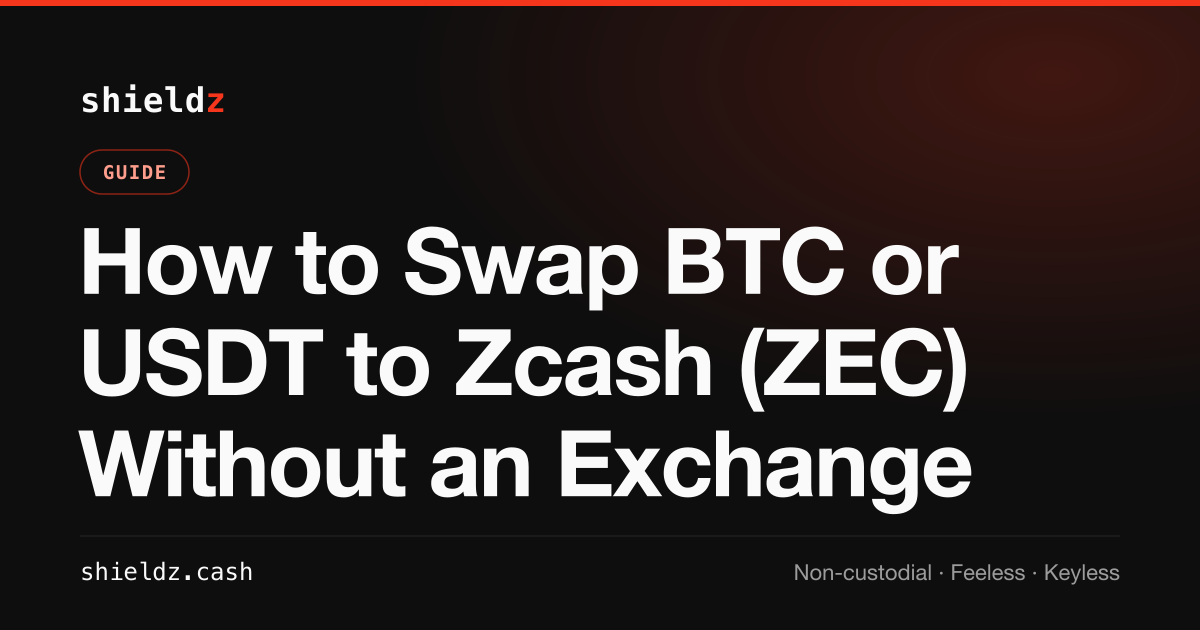 shieldz
GUIDE
How to Swap BTC or
USDT to Zcash (ZEC)
Without an Exchange
shieldz.cash
Non-custodial · Feeless · Keyless